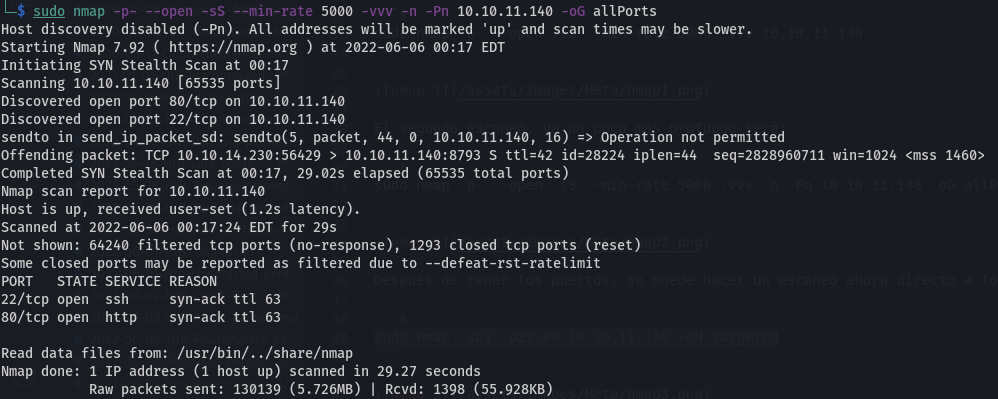 └─$ sudo nmap -p- --open -sS --min-rate 5000 -vvv -n -Pn 10.10.11.140 -oG allPorts
Host discovery disabled (-Pn). All addresses will be marked 'up' and scan times may be slower.
Starting Nmap 7.92 ( https://nmap.org ) at 2022-06-06 00:17 EDT
Initiating SYN Stealth Scan at 00:17
Scanning 10.10.11.140 [65535 ports]
Discovered open port 80/tcp on 10.10.11.140
Discovered open port 22/tcp on 10.10.11.140
sendto in send_ip_packet_sd: sendto(5, packet, 44, 0, 10.10.11.140, 16) => Operation not permitted
Offending packet: TCP 10.10.14.230:56429 > 10.10.11.140:8793 S ttl=42 id=28224 iplen=44  seq=2828960711 win=1024 <mss 1460>
Completed SYN Stealth Scan at 00:17, 29.02s elapsed (65535 total ports)
Nmap scan report for 10.10.11.140
Host is up, received user-set (1.2s latency).
Scanned at 2022-06-06 00:17:24 EDT for 29s
Not shown: 64240 filtered tcp ports (no-response), 1293 closed tcp ports (reset)
Some closed ports may be reported as filtered due to --defeat-rst-ratelimit
PORT   STATE SERVICE REASON
22/tcp open  ssh     syn-ack ttl 63
80/tcp open  http    syn-ack ttl 63
Read data files from: /usr/bin/../share/nmap
Nmap done: 1 IP address (1 host up) scanned in 29.27 seconds
Raw packets sent: 130139 (5.726MB) | Rcvd: 1398 (55.928KB)